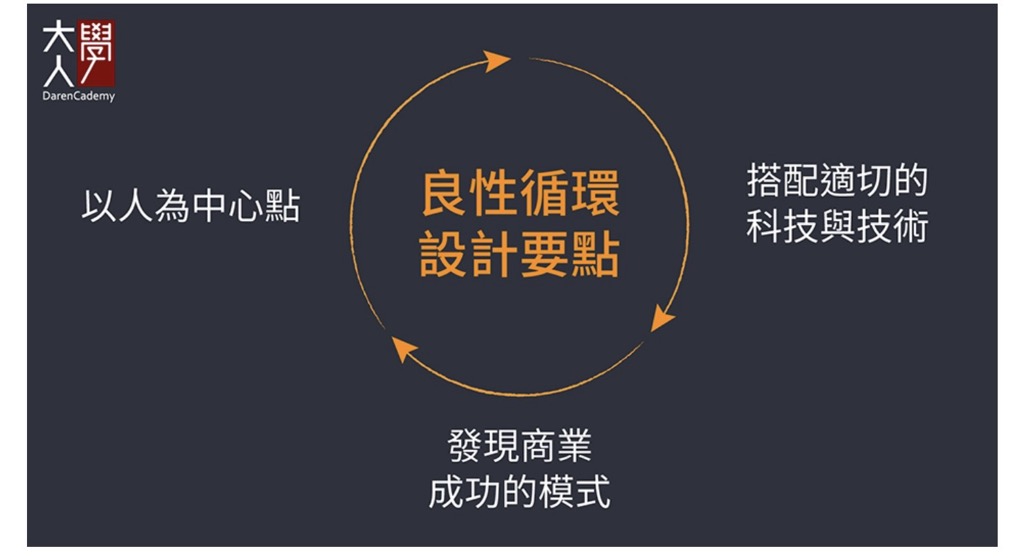 大學
人
DarenCademy
良性循環
設計要點
以人為中心點
搭配適切的
科技與技術
發現商業
成功的模式